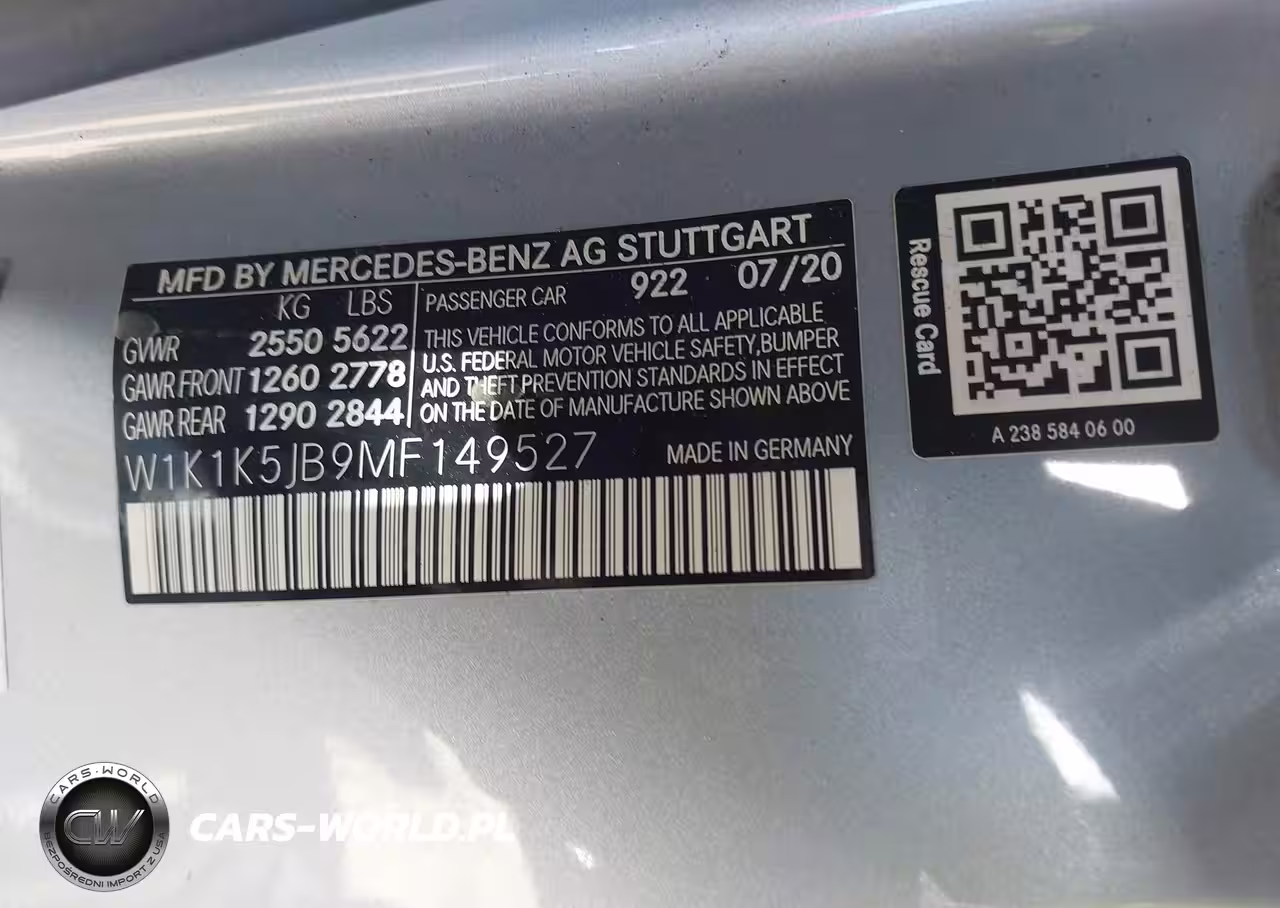 MFD BY MERCEDES-BENZ AG STUTTGART
KG LBS
PASSENGER CAR 922 07/20
GVWR 2550 5622
GAWR FRONT 1260 2778
GAWR REAR 1290 2844
THIS VEHICLE CONFORMS TO ALL APPLICABLE
U.S. FEDERAL MOTOR VEHICLE SAFETY,BUMPER
AND THEFT PREVENTION STANDARDS IN EFFECT
ON THE DATE OF MANUFACTURE SHOWN ABOVE
W1K1K5JB9MF149527 MADE IN GERMANY
Rescue Card
A 238 584 06 00
CARS-WORLD
CW
BEZPOŚREDNI IMPORT Z USA
CARS-WORLD.PL